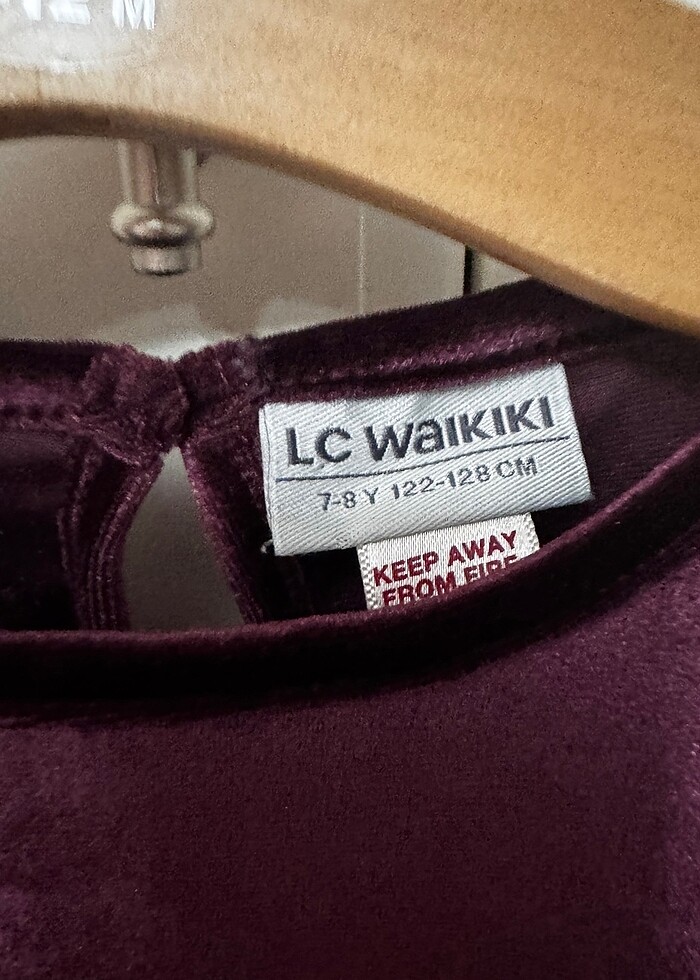 M
LC WAIKIKI
7-8 Y 122-128 CM
KEEP AWAY
FROM FIRE